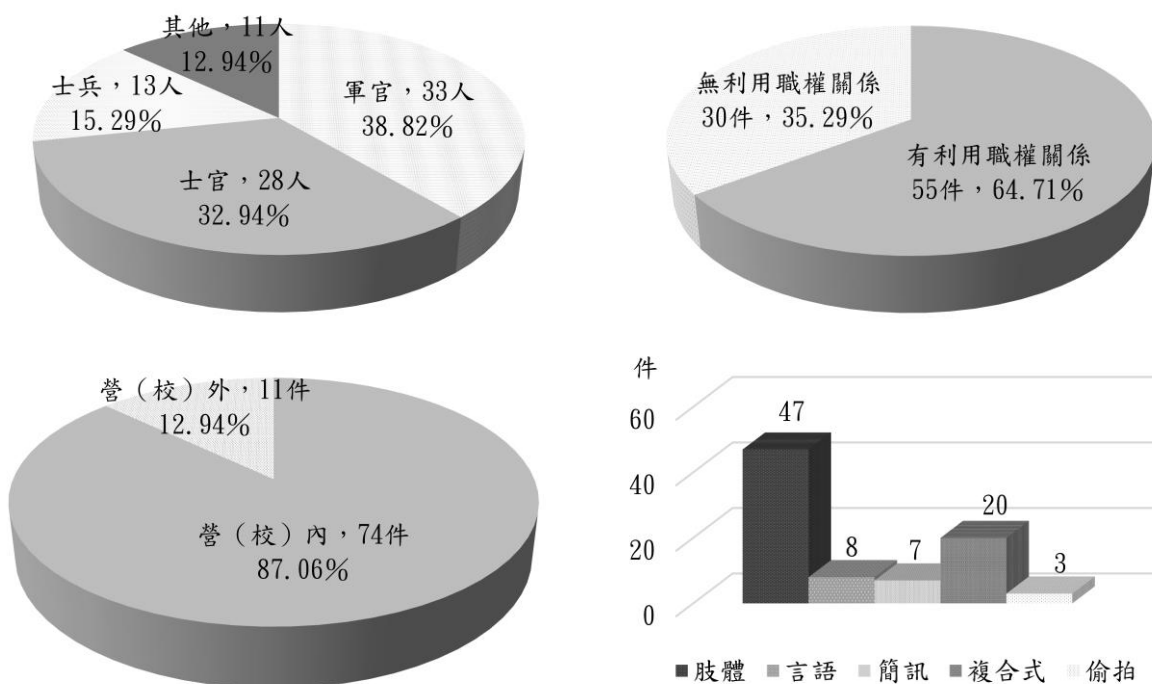 其他，11人
12.94%
士兵，13人
15.29%
軍官，33人
38.82%
士官，28人
32.94%
無利用職權關係
30件，35.29%
有利用職權關係
55件，64.71%
營（校）外，11件
12.94%
營（校）內，74件
87.06%
件
60
40
20
0
47
8
7
20
3
肢體 言語 簡訊 複合式 偷拍